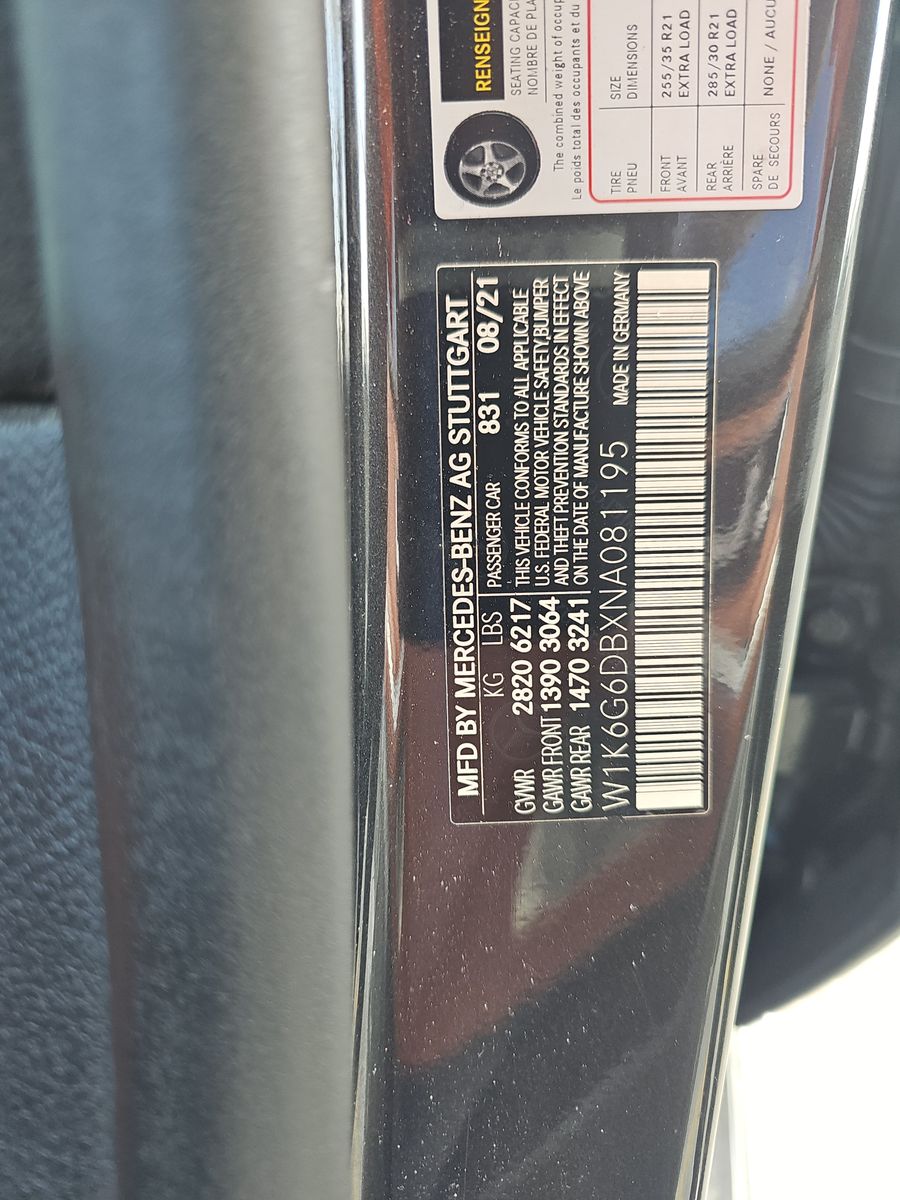 MFD BY MERCEDES-BENZ AG STUTTGART
KG LBS PASSENGER CAR 831 08/21
GVWR 2820 6217 THIS VEHICLE CONFORMS TO ALL APPLICABLE
GAWR FRONT 1390 3064 U.S. FEDERAL MOTOR VEHICLE SAFETY,BUMPER
GAWR REAR 1470 3241 AND THEFT PREVENTION STANDARDS IN EFFECT
ON THE DATE OF MANUFACTURE SHOWN ABOVE
W1K6G6DBXNA081195 MADE IN GERMANY
RENSEIGN
SEATING CAPACI
NOMBRE DE PLA
The combined weight of occup
Le poids total des occupants et du
TIRE SIZE
PNEU DIMENSIONS
FRONT 255/35 R21
AVANT EXTRA LOAD
REAR 285/30 R21
ARRIÈRE EXTRA LOAD
SPARE NONE / AUCU
DE SECOURS